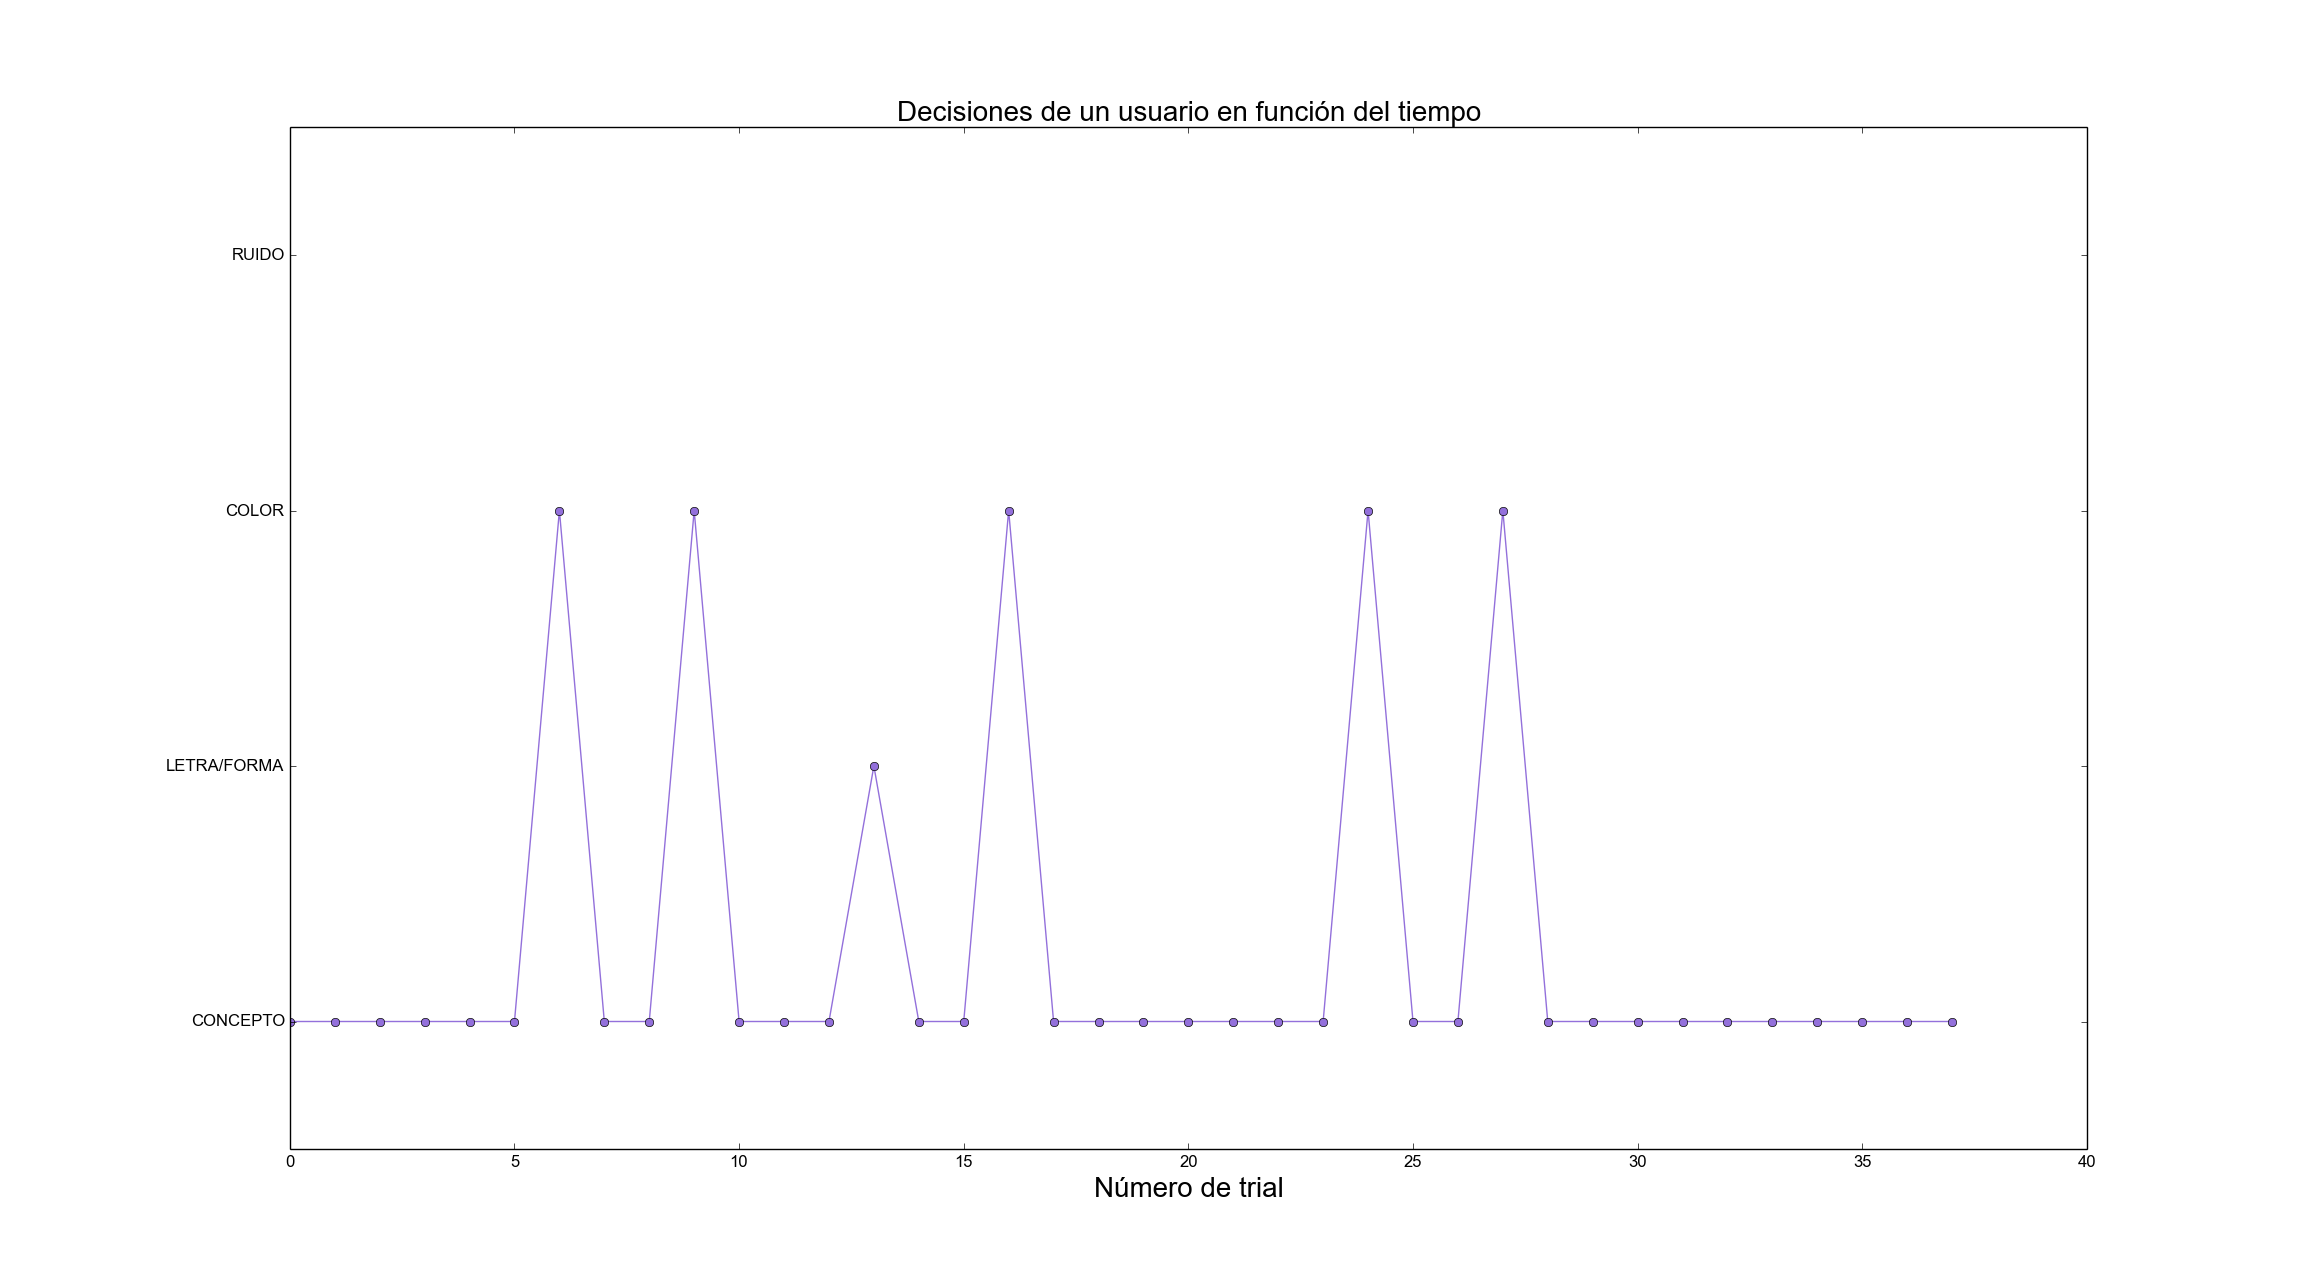 Decisiones de un usuario en función del tiempo
RUIDO
COLOR
LETRA/FORMA
CONCEPTO
0 5 10 15 20 25 30 35 40
Número de trial